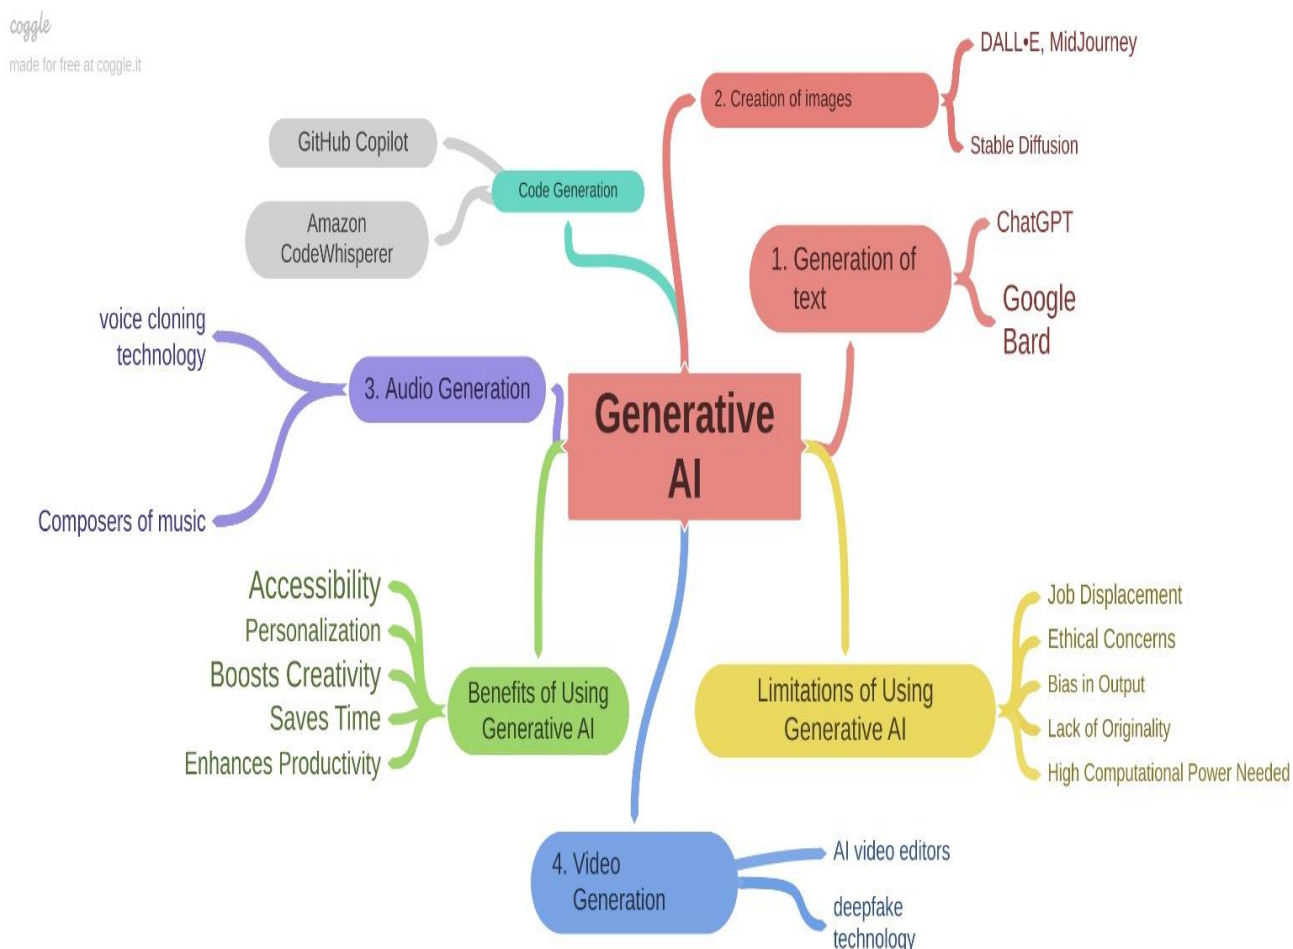 coggle
made for free at coggle.it
DALL•E, MidJourney
2. Creation of images
Stable Diffusion
GitHub Copilot
Code Generation
Amazon
CodeWhisperer
ChatGPT
1. Generation of
text
Google
Bard
voice cloning
technology
3. Audio Generation
Composers of music
Generative
AI
Accessibility
Personalization
Boosts Creativity
Saves Time
Enhances Productivity
Benefits of Using
Generative AI
Limitations of Using
Generative AI
Job Displacement
Ethical Concerns
Bias in Output
Lack of Originality
High Computational Power Needed
4. Video
Generation
AI video editors
deepfake
technology